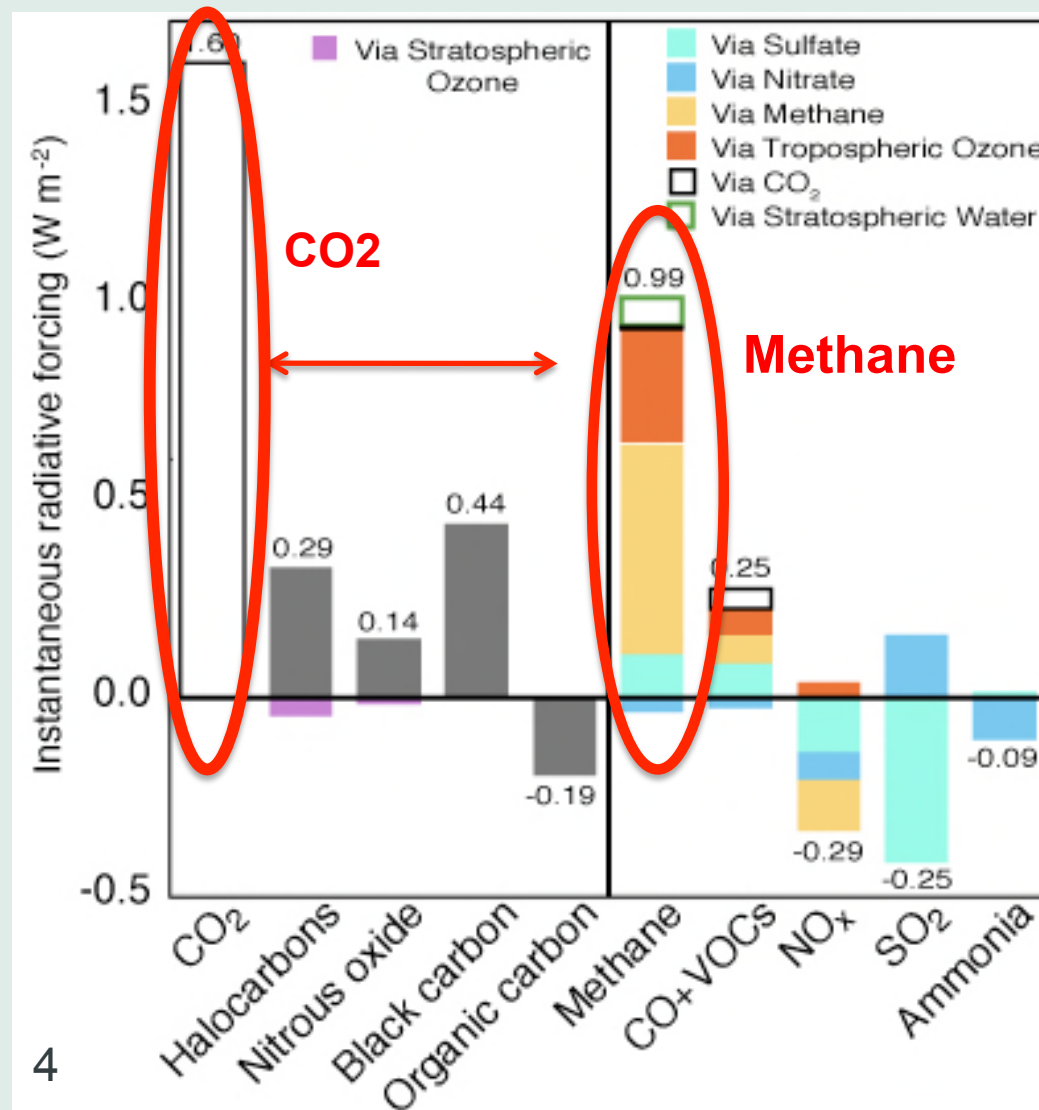 Via Stratospheric
Ozone
Via Sulfate
Via Nitrate
Via Methane
Via Tropospheric Ozone
Via CO₂
Via Stratospheric Water
Instantaneous radiative forcing (W m⁻²)
1.5
1.0
0.5
0.0
-0.5
CO2
Methane
0.29
0.14
0.44
-0.19
0.99
0.25
-0.29
-0.25
-0.09
CO₂
Halocarbons
Nitrous oxide
Black carbon
Organic carbon
Methane
CO+ VOCs
NOₓ
SO₂
Ammonia
4